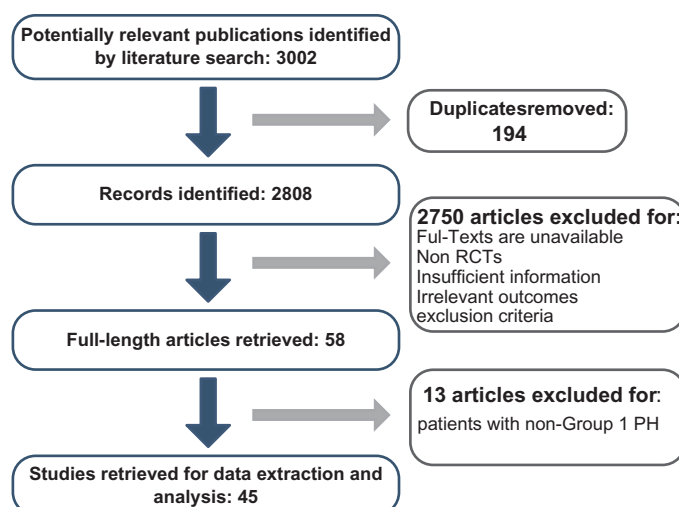 Potentially relevant publications identified
by literature search: 3002
Duplicatesremoved:
194
Records identified: 2808
2750 articles excluded for:
Ful-Texts are unavailable
Non RCTs
Insufficient information
Irrelevant outcomes
exclusion criteria
Full-length articles retrieved: 58
13 articles excluded for:
patients with non-Group 1 PH
Studies retrieved for data extraction and
analysis: 45